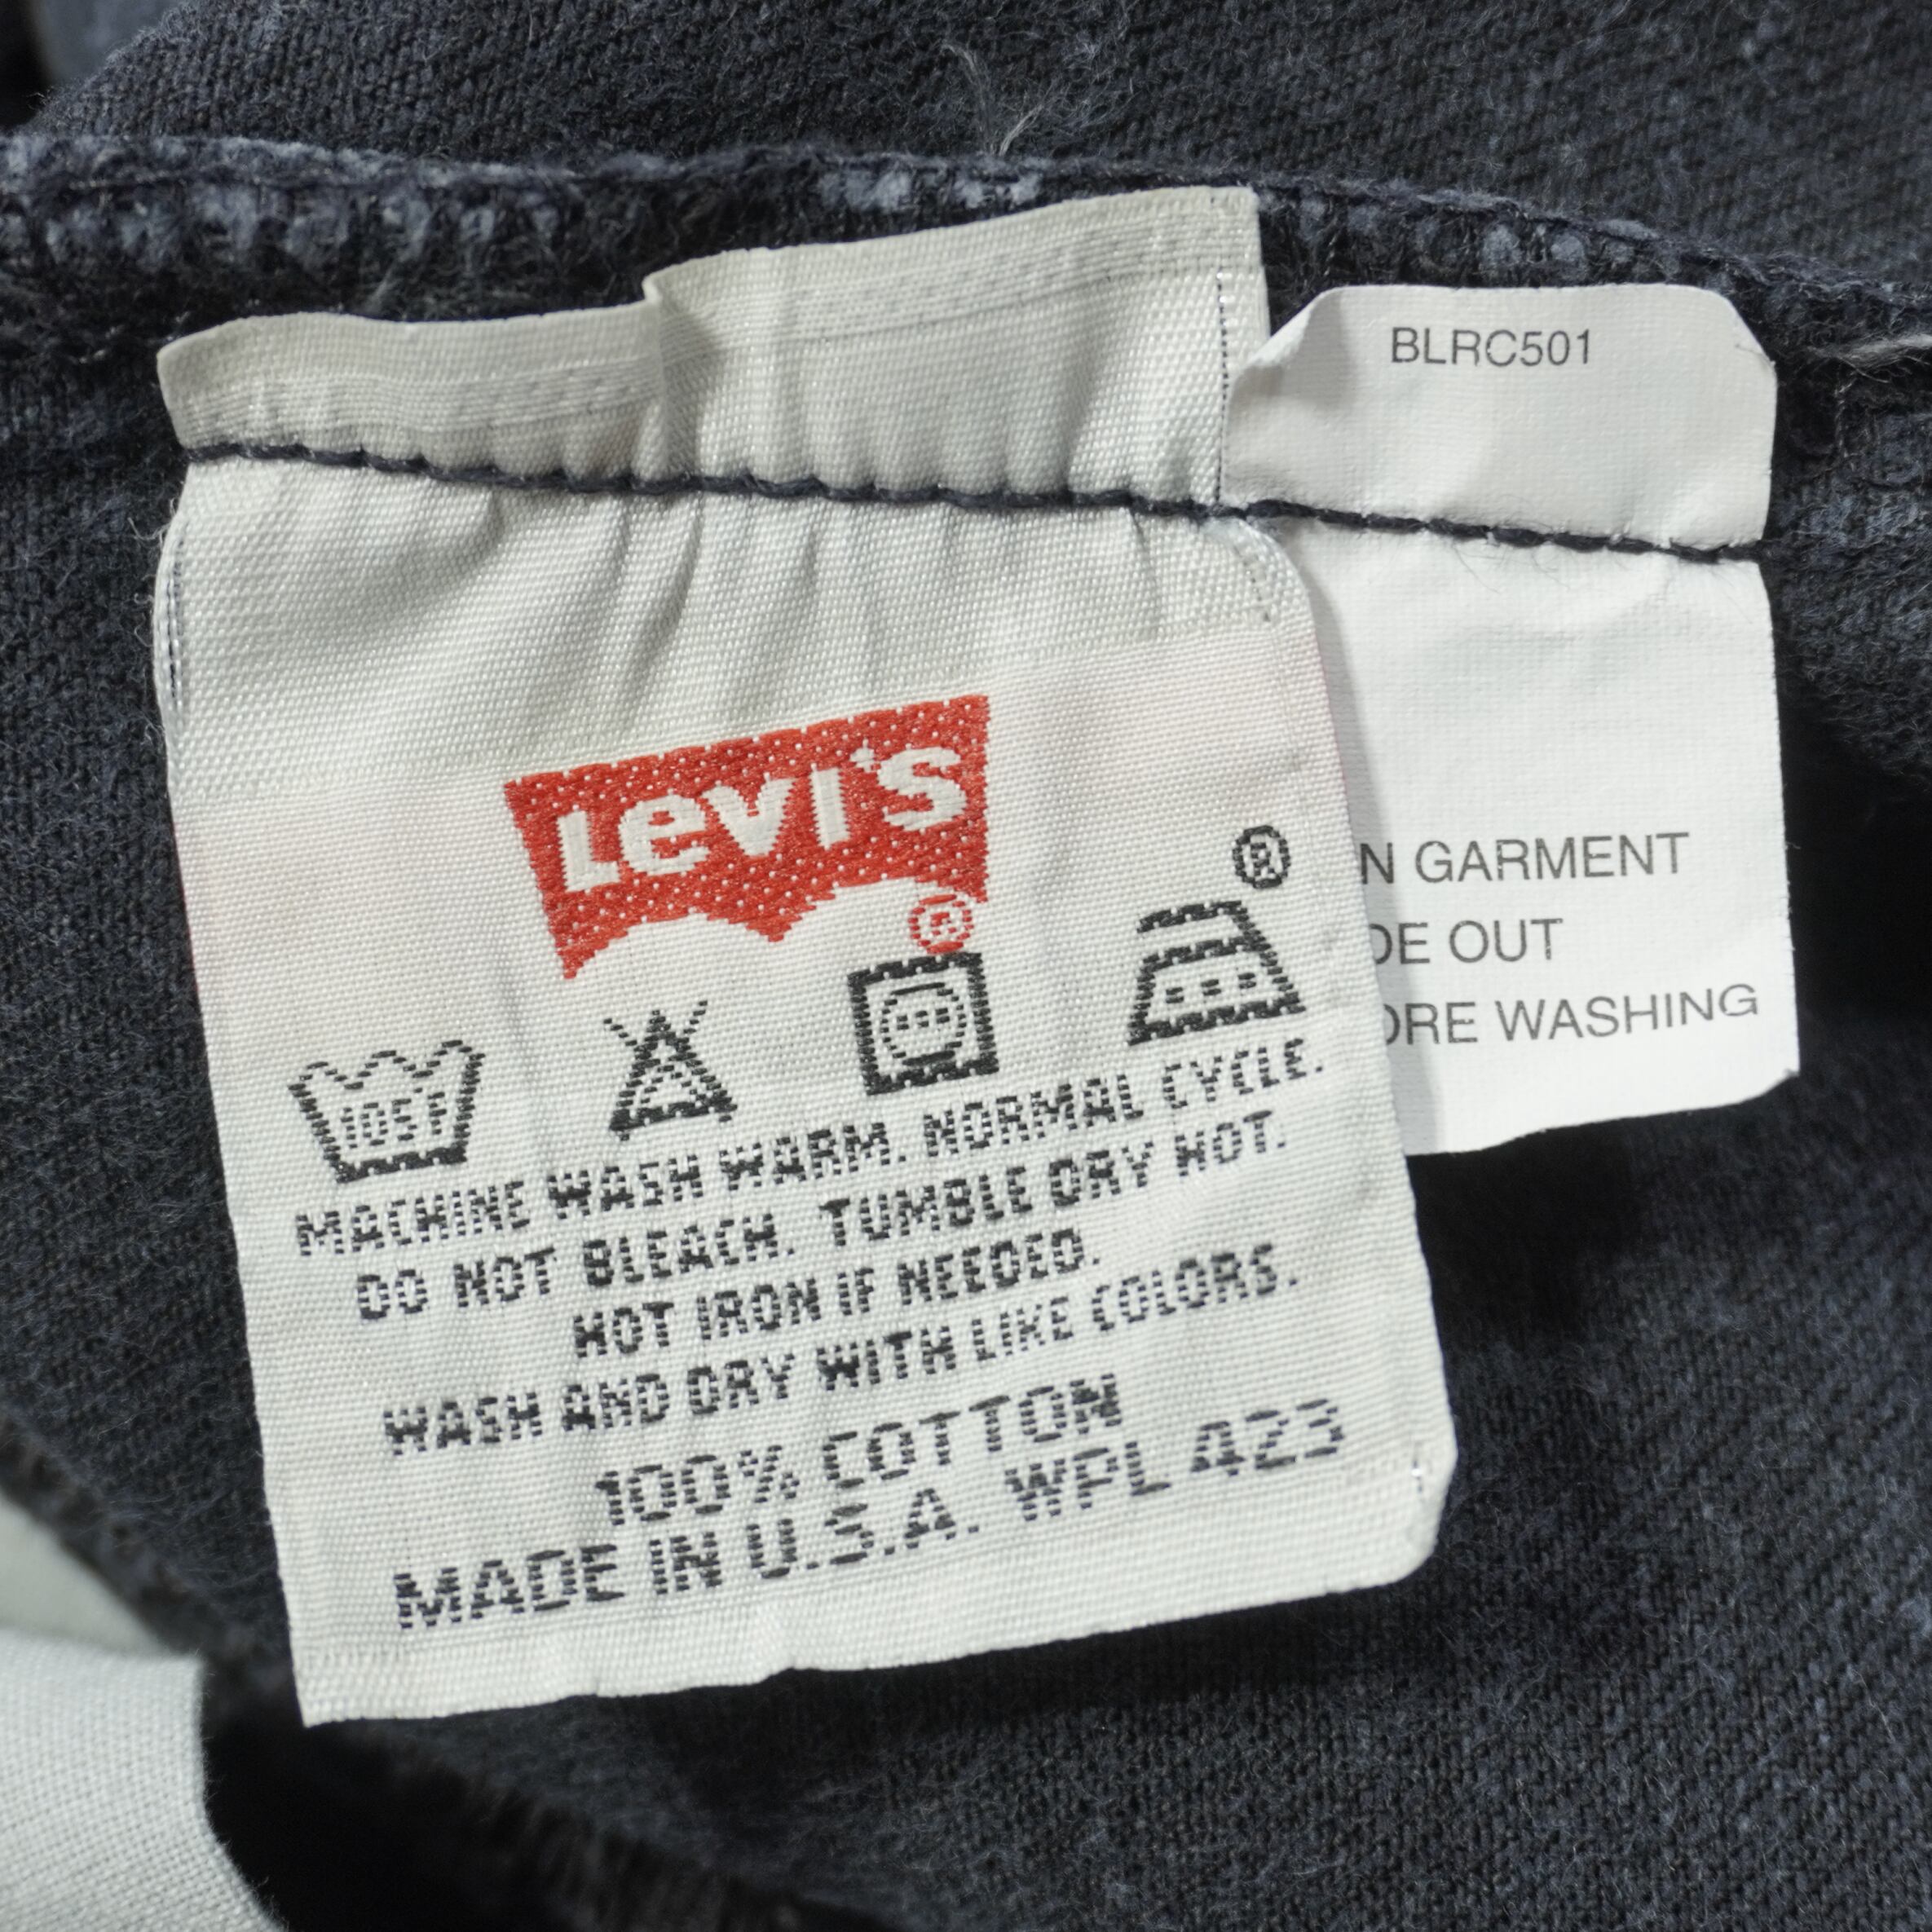 BLRC501
Levi's
®
®
105F
MACHINE WASH WARM. NORMAL CYCLE.
DO NOT BLEACH. TUMBLE DRY HOT.
HOT IRON IF NEEDED.
WASH AND DRY WITH LIKE COLORS.
100% COTTON
MADE IN U.S.A. WPL 423
N GARMENT
DE OUT
ORE WASHING